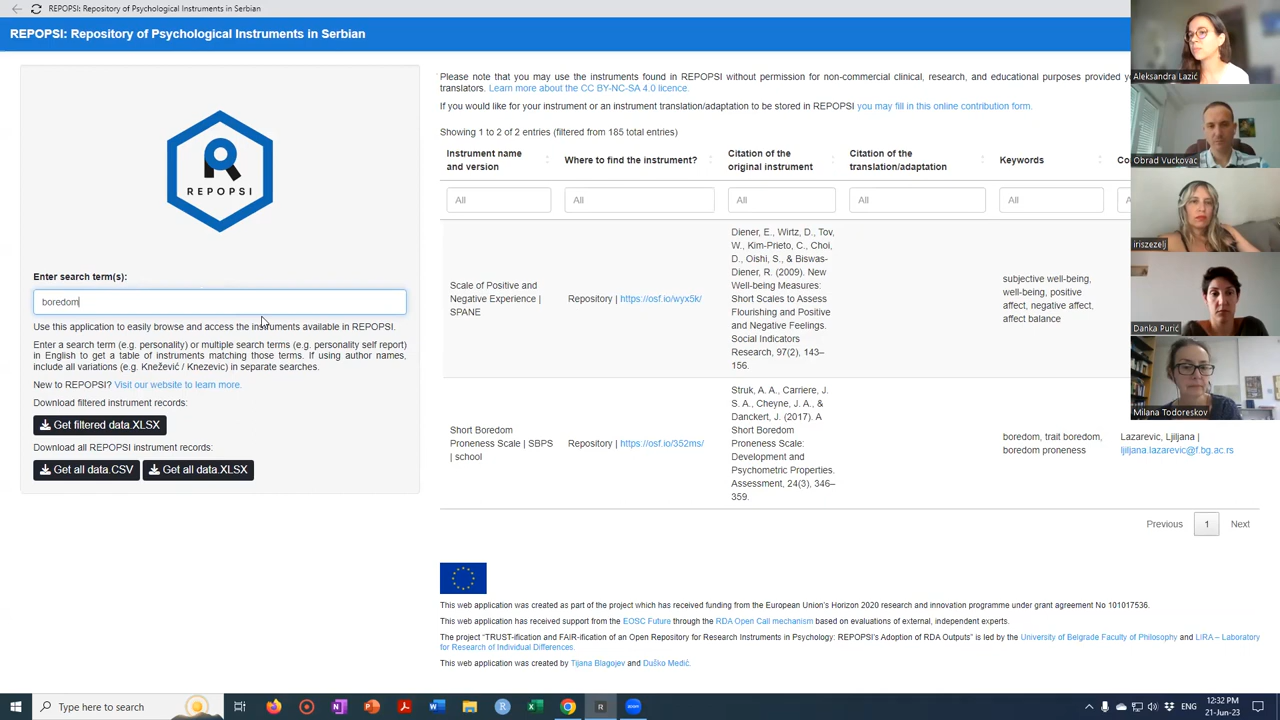 REPOPSI: Repository of Psychological Instruments in Serbian
REPOPSI: Repository of Psychological Instruments in Serbian
REPOPSI
Enter search term(s):
boredom
Use this application to easily browse and access the instruments available in REPOPSI.
Enter a search term (e.g. personality) or multiple search terms (e.g. personality self report)
in English to get a table of instruments matching those terms. If using author names,
include all variations (e.g. Knežević / Knezevic) in separate searches.
New to REPOPSI? Visit our website to learn more.
Download filtered instrument records:
Get filtered data.XLSX
Download all REPOPSI instrument records:
Get all data.CSV Get all data.XLSX
Please note that you may use the instruments found in REPOPSI without permission for non-commercial clinical, research, and educational purposes provided
translators. Learn more about the CC BY-NC-SA 4.0 licence.
If you would like for your instrument or an instrument translation/adaptation to be stored in REPOPSI you may fill in this online contribution form.
Showing 1 to 2 of 2 entries (filtered from 185 total entries)
Instrument name
and version
Where to find the instrument?
Citation of the
original instrument
Citation of the
translation/adaptation
Keywords
All All All All All
Scale of Positive and
Negative Experience |
SPANE
Repository | https://osf.io/wyx5k/
Diener, E., Wirtz, D., Tov,
W., Kim-Prieto, C., Choi,
D., Oishi, S., & Biswas-
Diener, R. (2009). New
Well-being Measures:
Short Scales to Assess
Flourishing and Positive
and Negative Feelings.
Social Indicators
Research, 97(2), 143–
156.
subjective well-being,
well-being, positive
affect, negative affect,
affect balance
Short Boredom
Proneness Scale | SBPS
| school
Repository | https://osf.io/352ms/
Struk, A. A., Carriere, J.
S. A., Cheyne, J. A., &
Danckert, J. (2017). A
Short Boredom
Proneness Scale:
Development and
Psychometric Properties.
Assessment, 24(3), 346–
359.
boredom, trait boredom,
boredom proneness
Lazarevic, Ljiljana |
ljiljana.lazarevic@f.bg.ac.rs
Previous 1 Next
This web application was created as part of the project which has received funding from the European Union's Horizon 2020 research and innovation programme under grant agreement No 101017536.
This web application has received support from the EOSC Future through the RDA Open Call mechanism based on evaluations of external, independent experts.
The project "TRUST-ification and FAIR-ification of an Open Repository for Research Instruments in Psychology: REPOPSI's Adoption of RDA Outputs" is led by the University of Belgrade Faculty of Philosophy and LIRA – Laboratory
for Research of Individual Differences.
This web application was created by Tijana Blagojev and Duško Medić.
Aleksandra Lazić
Obrad Vuckovac
iriszezelj
Danka Purić
Milana Todoreskov
Type here to search
ENG
12:32 PM
21-Jun-23